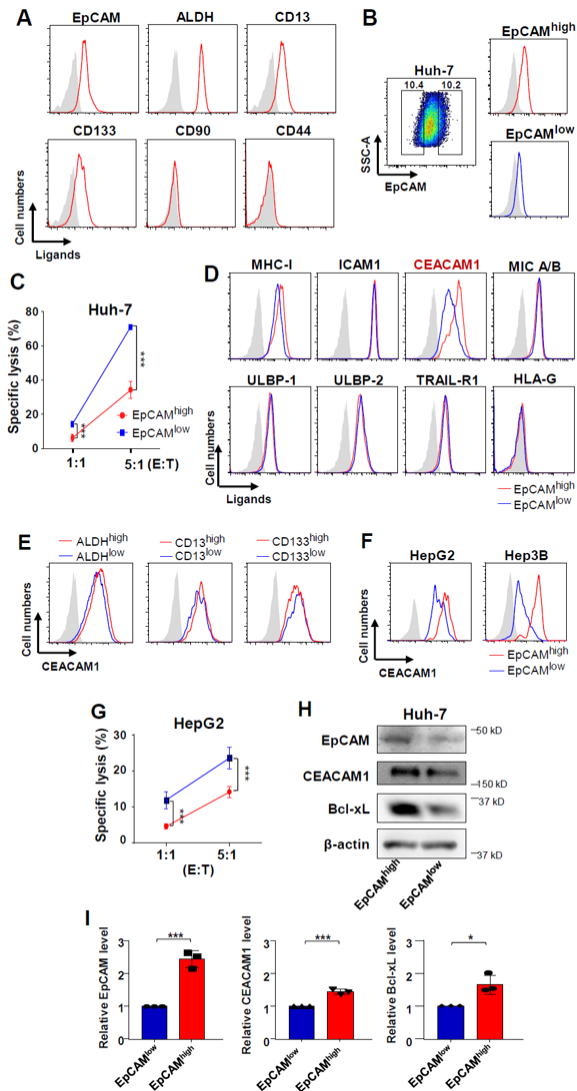 A
EpCAM ALDH CD13
CD133 CD90 CD44
Cell numbers
Ligands
B
Huh-7
10.4 10.2
SSC-A
EpCAM
EpCAMhigh
EpCAMlow
C
Huh-7
Specific lysis (%)
80
60
40
20
0
***
***
EpCAMhigh
EpCAMlow
1:1 5:1 (E:T)
D
MHC-I ICAM1 CEACAM1 MIC A/B
ULBP-1 ULBP-2 TRAIL-R1 HLA-G
Cell numbers
Ligands
EpCAMhigh
EpCAMlow
E
ALDHhigh CD13high CD133high
ALDHlow CD13low CD133low
Cell numbers
CEACAM1
F
HepG2 Hep3B
Cell numbers
CEACAM1
EpCAMhigh
EpCAMlow
G
HepG2
Specific lysis (%)
30
20
10
0
***
***
1:1 5:1
(E:T)
H
Huh-7
EpCAM 50 kD
CEACAM1
150 kD
Bcl-xL 37 kD
β-actin
37 kD
EpCAMhigh EpCAMlow
I
Relative EpCAM level
3
2
1
0
***
EpCAMlow EpCAMhigh
Relative CEACAM1 level
3
2
1
0
***
EpCAMlow EpCAMhigh
Relative Bcl-xL level
3
2
1
0
*
EpCAMlow EpCAMhigh